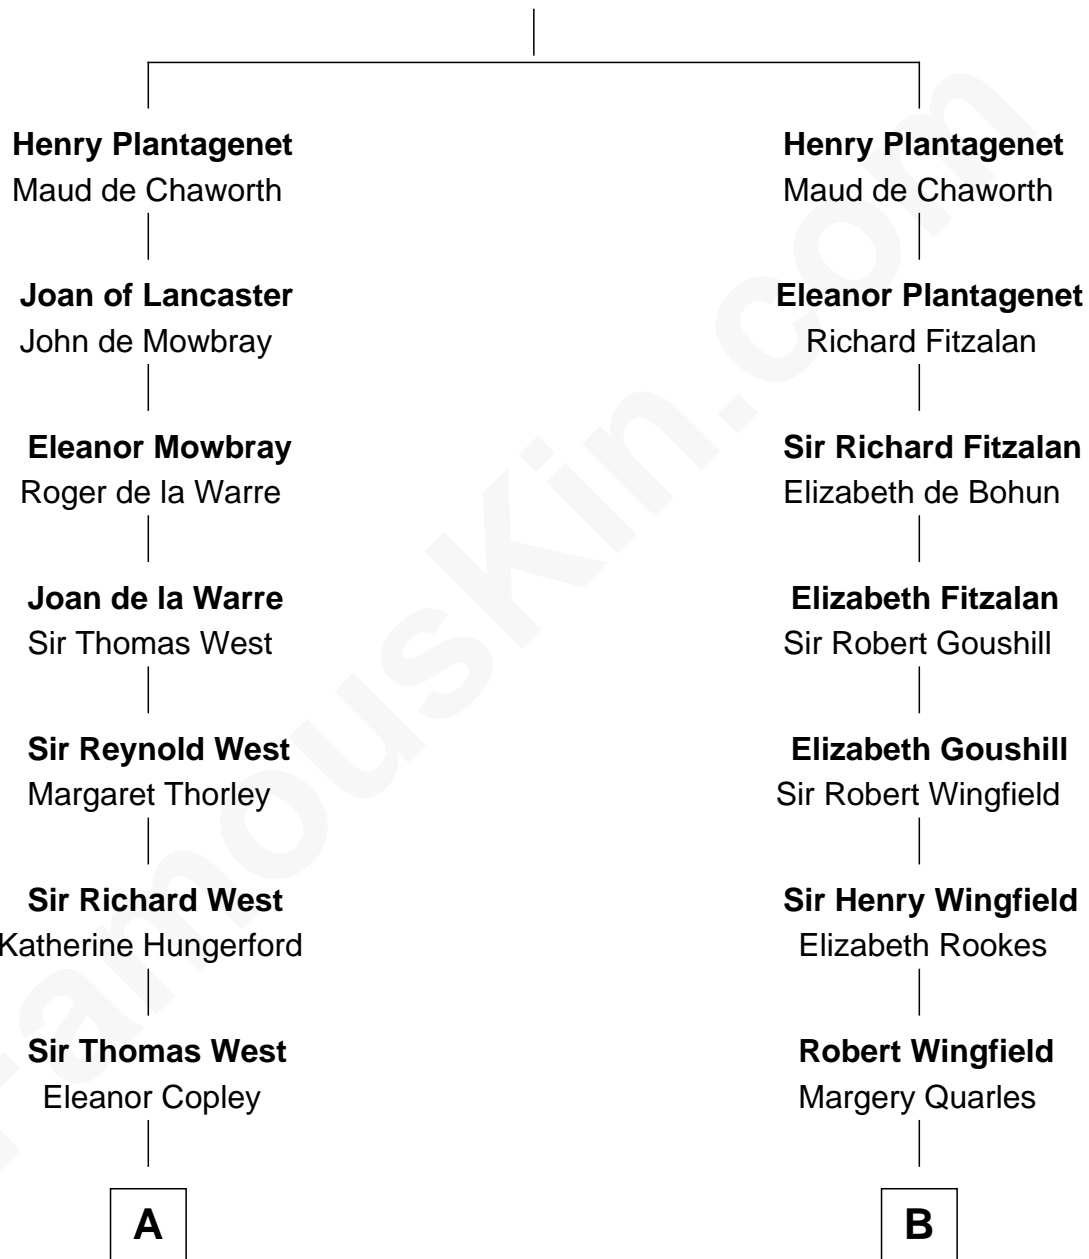 Henry Plantagenet
Maud de Chaworth
Joan of Lancaster
John de Mowbray
Eleanor Mowbray
Roger de la Warre
Joan de la Warre
Sir Thomas West
Sir Reynold West
Margaret Thorley
Sir Richard West
Katherine Hungerford
Sir Thomas West
Eleanor Copley
A
Henry Plantagenet
Maud de Chaworth
Eleanor Plantagenet
Richard Fitzalan
Sir Richard Fitzalan
Elizabeth de Bohun
Elizabeth Fitzalan
Sir Robert Goushill
Elizabeth Goushill
Sir Robert Wingfield
Sir Henry Wingfield
Elizabeth Rookes
Robert Wingfield
Margery Quarles
B
FamousKin.com